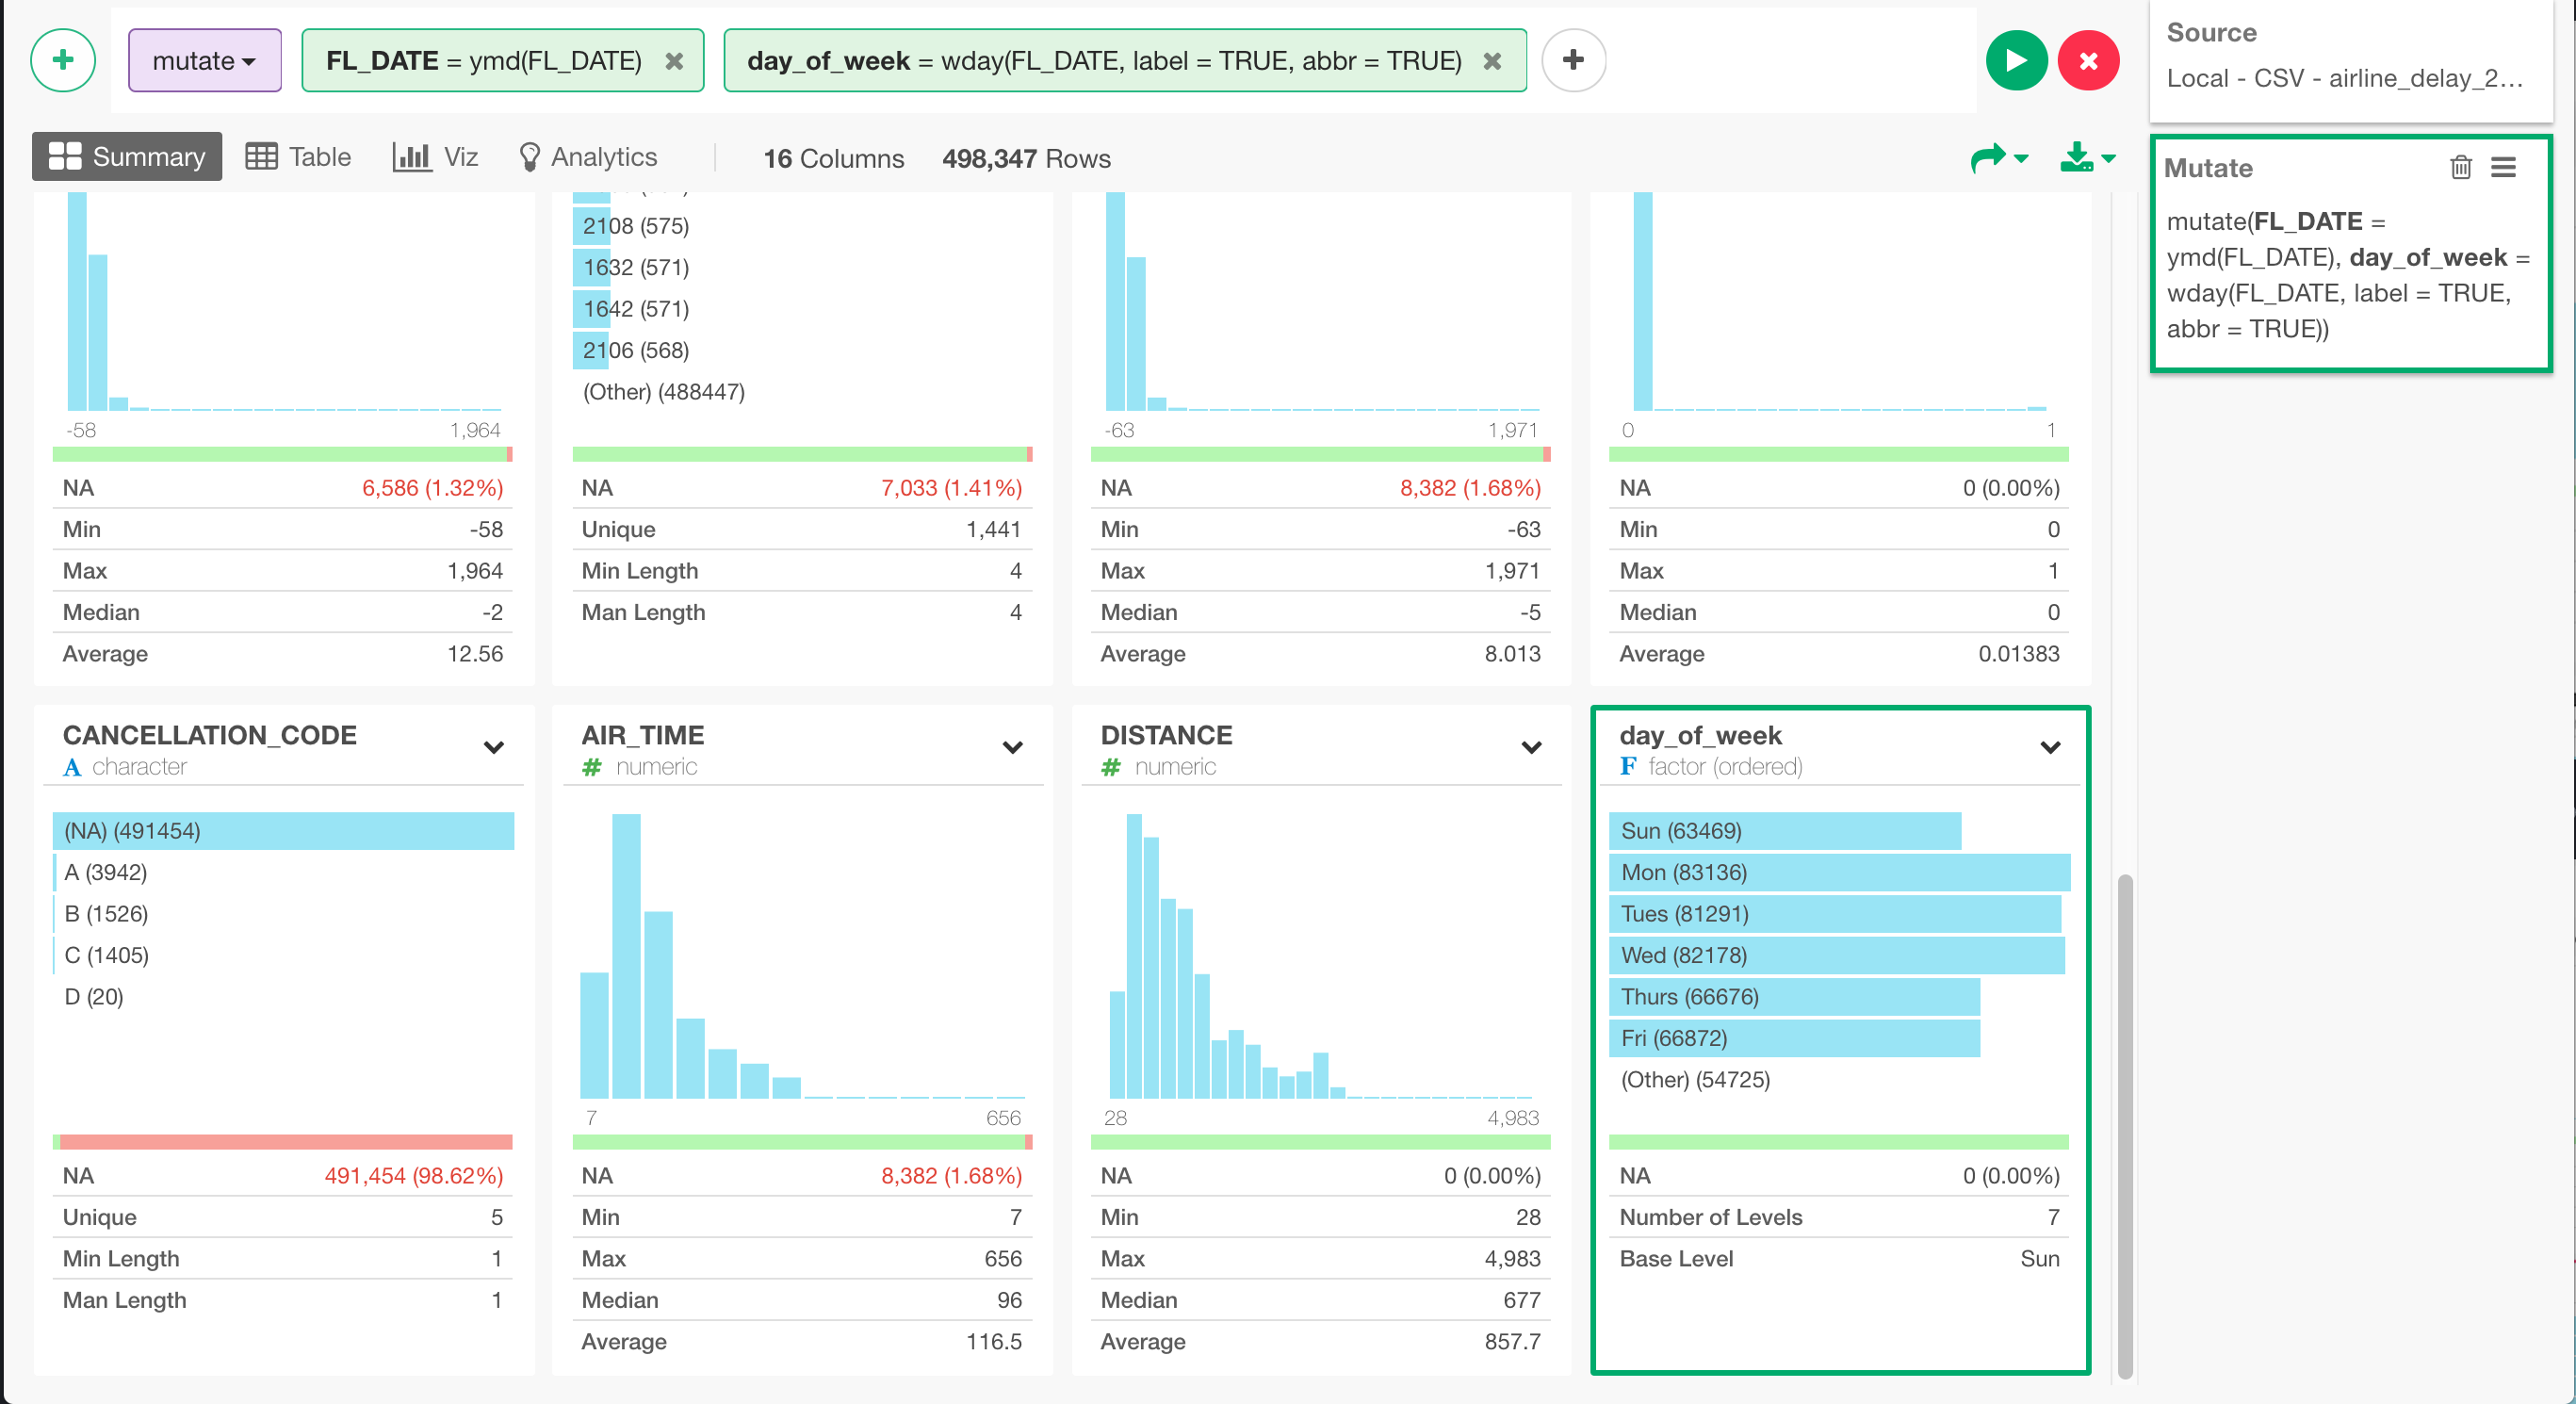 mutate
FL_DATE = ymd(FL_DATE)
day_of_week = wday(FL_DATE, label = TRUE, abbr = TRUE)
Source
Local - CSV - airline_delay_2...
Summary
Table
Viz
Analytics
16 Columns
498,347 Rows
Mutate
mutate(FL_DATE =
ymd(FL_DATE), day_of_week =
wday(FL_DATE, label = TRUE,
abbr = TRUE))
-58 1,964
NA 6,586 (1.32%)
Min -58
Max 1,964
Median -2
Average 12.56
2108 (575)
1632 (571)
1642 (571)
2106 (568)
(Other) (488447)
NA 7,033 (1.41%)
Unique 1,441
Min Length 4
Man Length 4
-63 1,971
NA 8,382 (1.68%)
Min -63
Max 1,971
Median -5
Average 8.013
0 1
NA 0 (0.00%)
Min 0
Max 1
Median 0
Average 0.01383
CANCELLATION_CODE
A character
(NA) (491454)
A (3942)
B (1526)
C (1405)
D (20)
NA 491,454 (98.62%)
Unique 5
Min Length 1
Man Length 1
AIR_TIME
# numeric
7 656
NA 8,382 (1.68%)
Min 7
Max 656
Median 96
Average 116.5
DISTANCE
# numeric
28 4,983
NA 0 (0.00%)
Min 28
Max 4,983
Median 677
Average 857.7
day_of_week
F factor (ordered)
Sun (63469)
Mon (83136)
Tues (81291)
Wed (82178)
Thurs (66676)
Fri (66872)
(Other) (54725)
NA 0 (0.00%)
Number of Levels 7
Base Level Sun